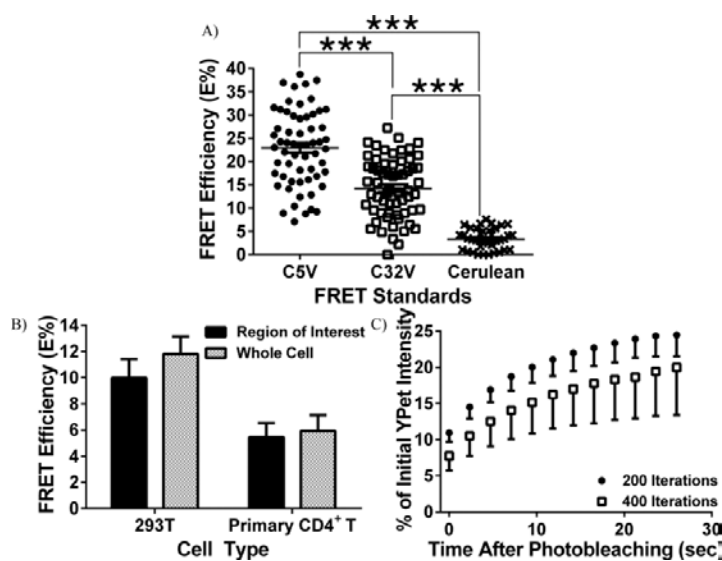 A)
***
***
***
FRET Efficiency (E%)
40
35
30
25
20
15
10
5
0
C5V C32V Cerulean
FRET Standards
B)
FRET Efficiency (E%)
14
12
10
8
6
4
2
0
Region of Interest
Whole Cell
293T Primary CD4+ T
Cell Type
C)
% of Initial YPet Intensity
25
20
15
10
5
0
200 Iterations
400 Iterations
0 10 20 30
Time After Photobleaching (sec)